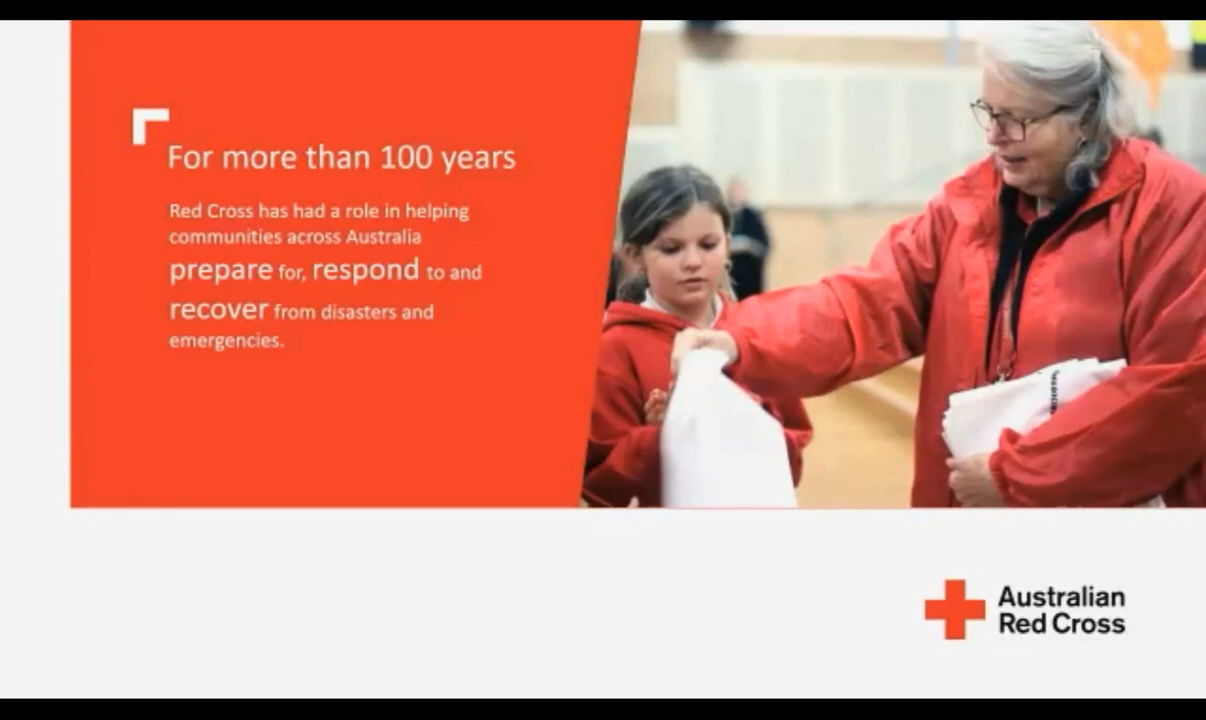 For more than 100 years
Red Cross has had a role in helping
communities across Australia
prepare for, respond to and
recover from disasters and
emergencies.
Australian
Red Cross